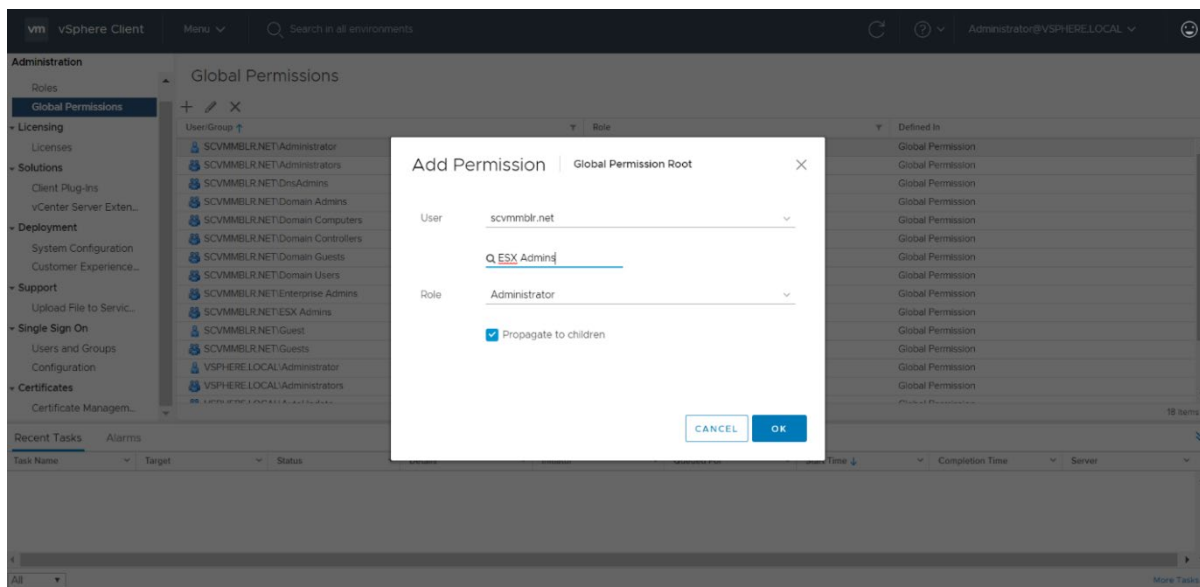 vm vSphere Client Menu Search in all environments Administrator@VSPHERE.LOCAL
Administration
Roles
Global Permissions
Licensing
Licenses
Solutions
Client Plug-Ins
vCenter Server Exten...
Deployment
System Configuration
Customer Experience...
Support
Upload File to Servic...
Single Sign On
Users and Groups
Configuration
Certificates
Certificate Managem...
Global Permissions
User/Group Role Defined In
SCVMMBLR.NET\Administrator Global Permission
SCVMMBLR.NET\Administrators Global Permission
SCVMMBLR.NET\DnsAdmins Global Permission
SCVMMBLR.NET\Domain Admins Global Permission
SCVMMBLR.NET\Domain Computers Global Permission
SCVMMBLR.NET\Domain Controllers Global Permission
SCVMMBLR.NET\Domain Guests Global Permission
SCVMMBLR.NET\Domain Users Global Permission
SCVMMBLR.NET\Enterprise Admins Global Permission
SCVMMBLR.NET\ESX Admins Global Permission
SCVMMBLR.NET\Guest Global Permission
SCVMMBLR.NET\Guests Global Permission
VSPHERE.LOCAL\Administrator Global Permission
VSPHERE.LOCAL\Administrators Global Permission
18 items
Add Permission Global Permission Root
User scvmmblr.net
ESX Admins
Role Administrator
Propagate to children
CANCEL OK
Recent Tasks Alarms
Task Name Target Status Time Completion Time Server
All More Tasks